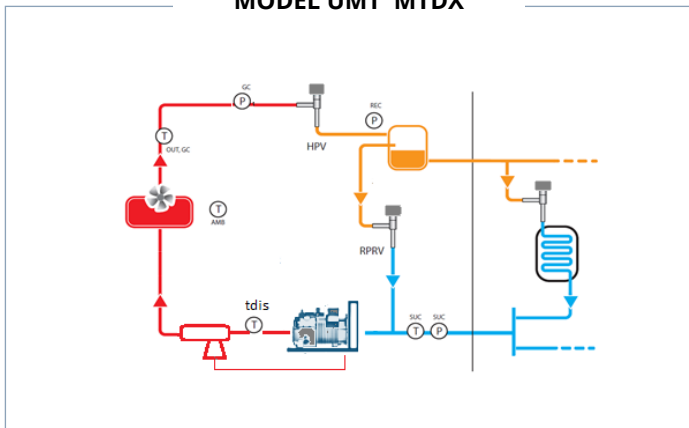 MODEL UMT MTDX
GC
P
REC
P
HPV
T
OUT, GC
T
AMB
RPRV
tdis
T
SUC
SUC
T
P